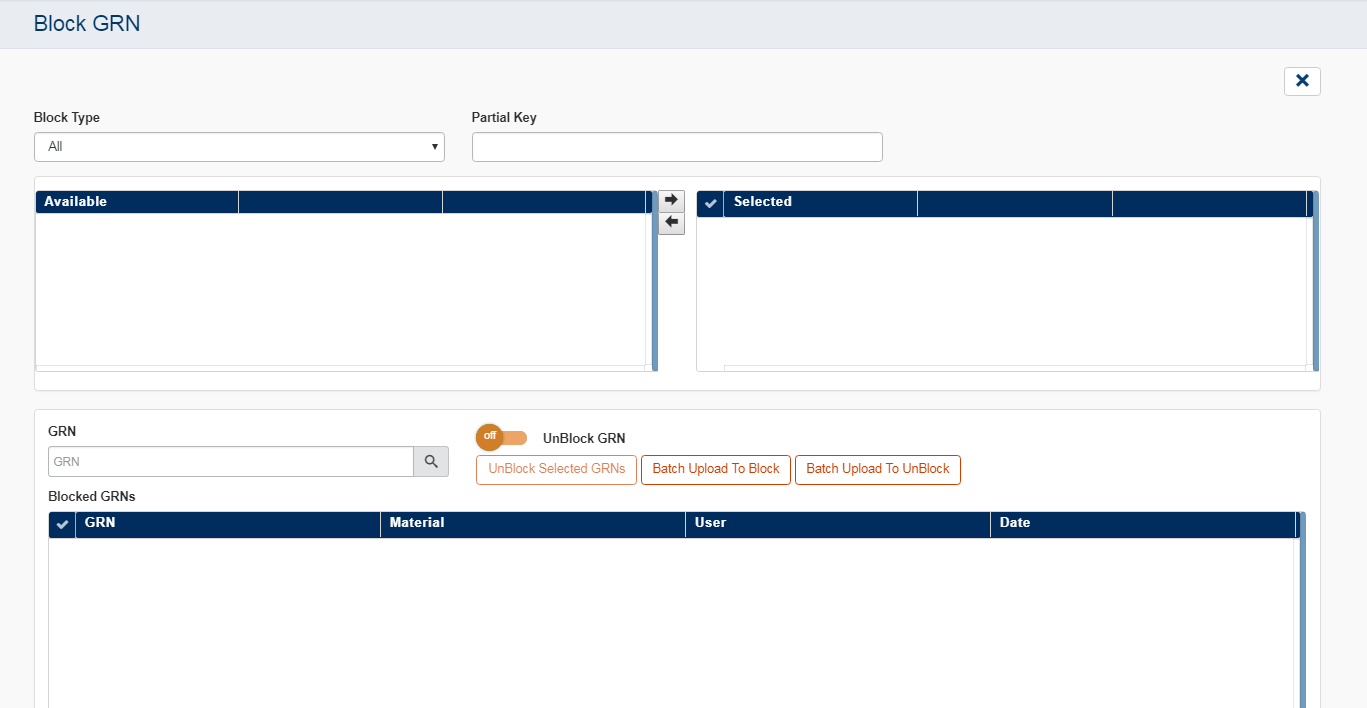 Block GRN
Block Type
Partial Key
All
Available
Selected
GRN
GRN
off
UnBlock GRN
UnBlock Selected GRNs
Batch Upload To Block
Batch Upload To UnBlock
Blocked GRNs
GRN
Material
User
Date